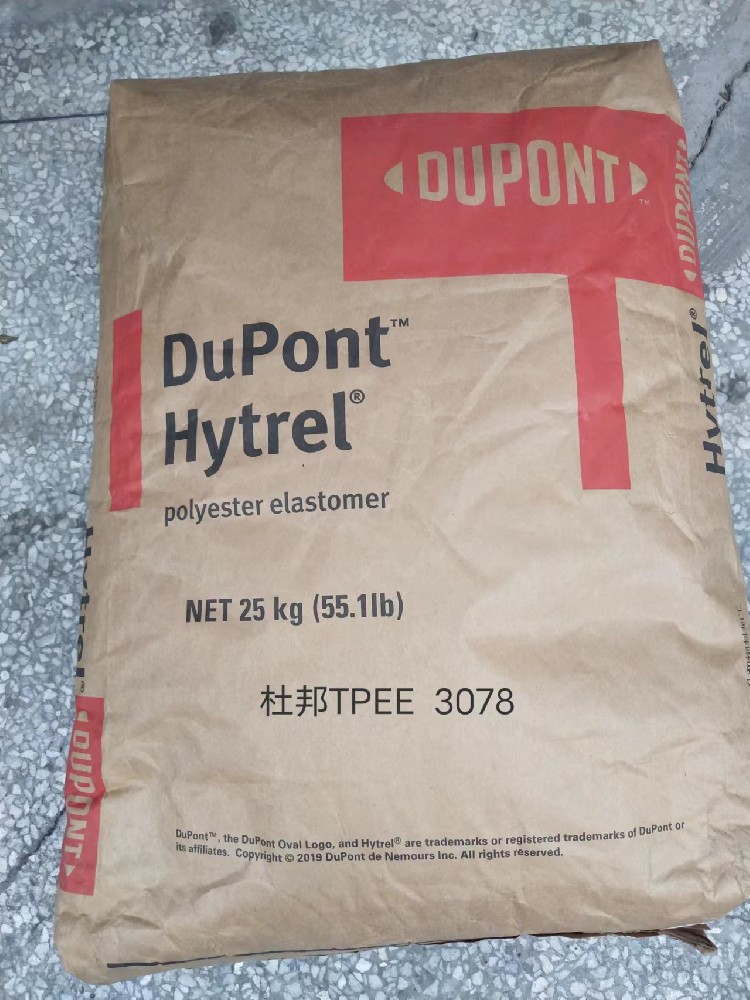 DUPONT™
DuPont™
Hytrel®
polyester elastomer
NET 25 kg (55.1lb)
杜邦TPEE 3078
DuPont™, the DuPont Oval Logo, and Hytrel® are trademarks or registered trademarks of DuPont or
its affiliates. Copyright © 2019 DuPont de Nemours Inc. All rights reserved.
DUPONT
Hytrel®
Hytrel®
DUPONT